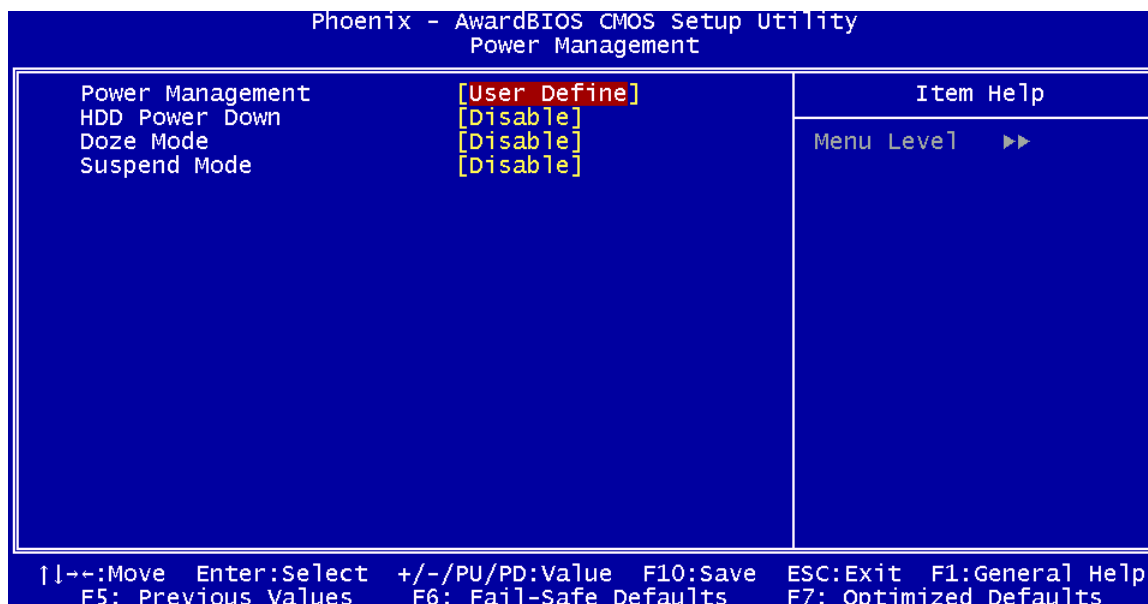 Phoenix - AwardBIOS CMOS Setup Utility
Power Management
Power Management [User Define]
HDD Power Down [Disable]
Doze Mode [Disable]
Suspend Mode [Disable]
Item Help
Menu Level ▶▶
↑↓→←:Move Enter:Select +/-/PU/PD:Value F10:Save ESC:Exit F1:General Help
F5: Previous Values F6: Fail-Safe Defaults F7: Optimized Defaults